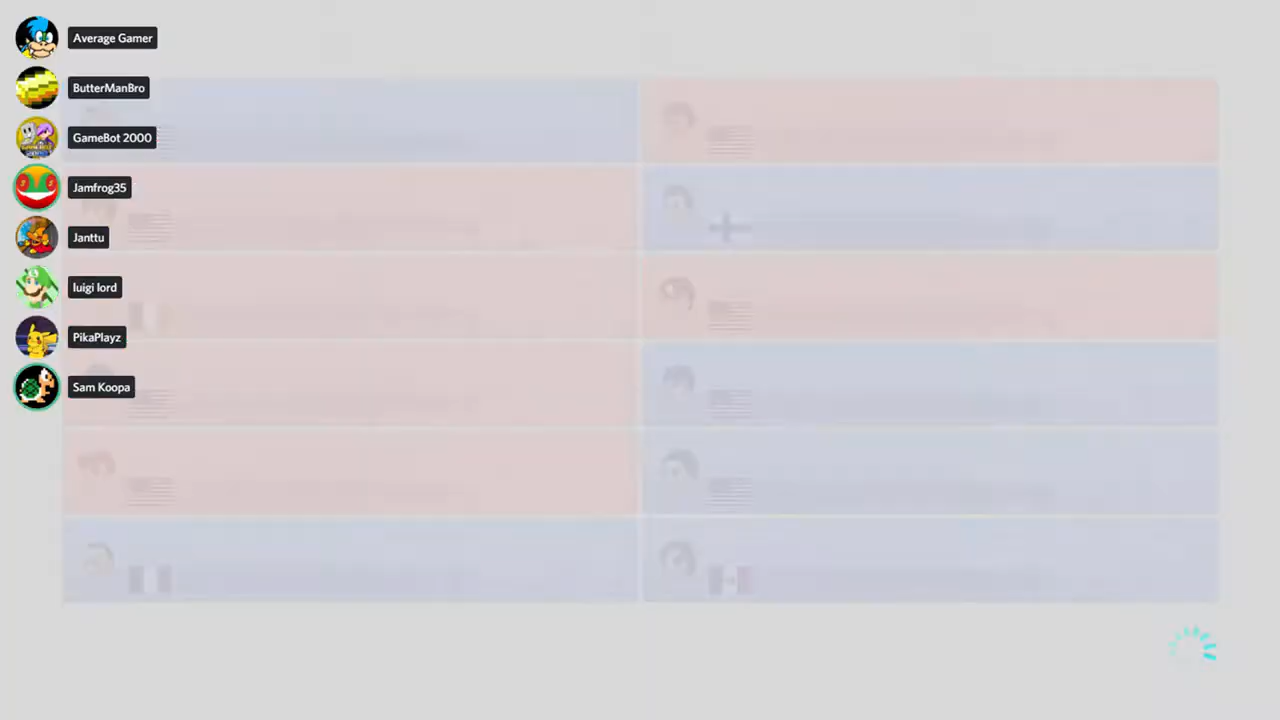 Average Gamer
ButterManBro
GameBot 2000
Jamfrog35
Janttu
luigi lord
PikaPlayz
Sam Koopa